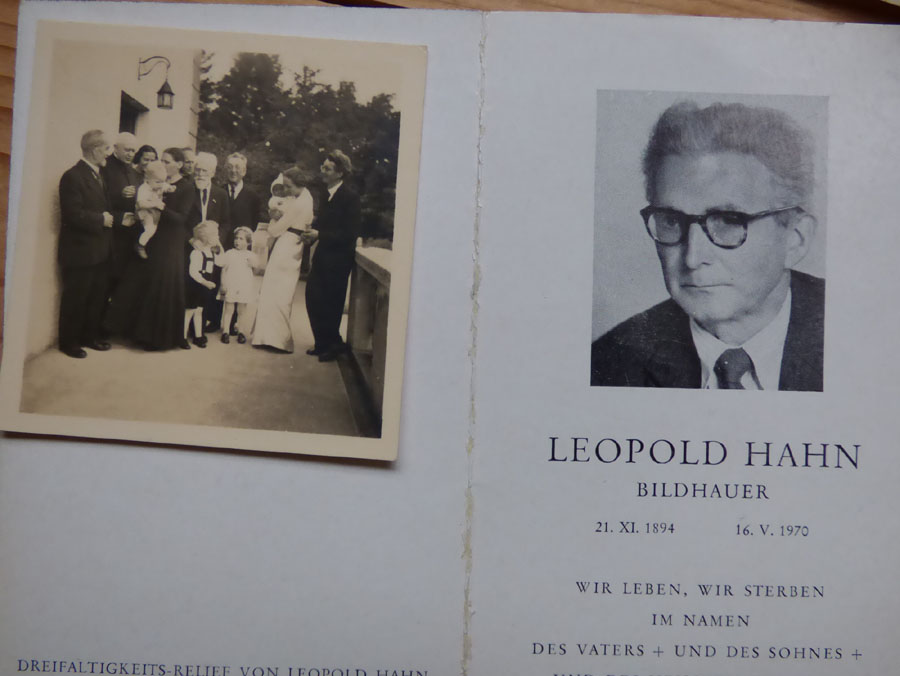 DREIFALTIGKEITS-RELIEF VON LEOPOLD HAHN
LEOPOLD HAHN
BILDHAUER
21. XI. 1894 16. V. 1970
WIR LEBEN, WIR STERBEN
IM NAMEN
DES VATERS + UND DES SOHNES +